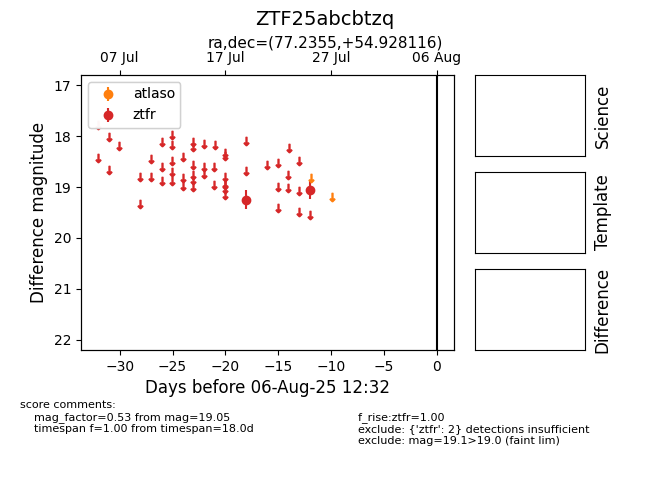 ZTF25abcbtzq
ra,dec=(77.2355,+54.928116)
07 Jul 17 Jul 27 Jul 06 Aug
atlaso
ztfr
17
18
19
20
21
22
Difference magnitude
−30 −25 −20 −15 −10 −5 0
Days before 06-Aug-25 12:32
Science
Template
Difference
score comments:
mag_factor=0.53 from mag=19.05
timespan f=1.00 from timespan=18.0d
f_rise:ztfr=1.00
exclude: {'ztfr': 2} detections insufficient
exclude: mag=19.1>19.0 (faint lim)